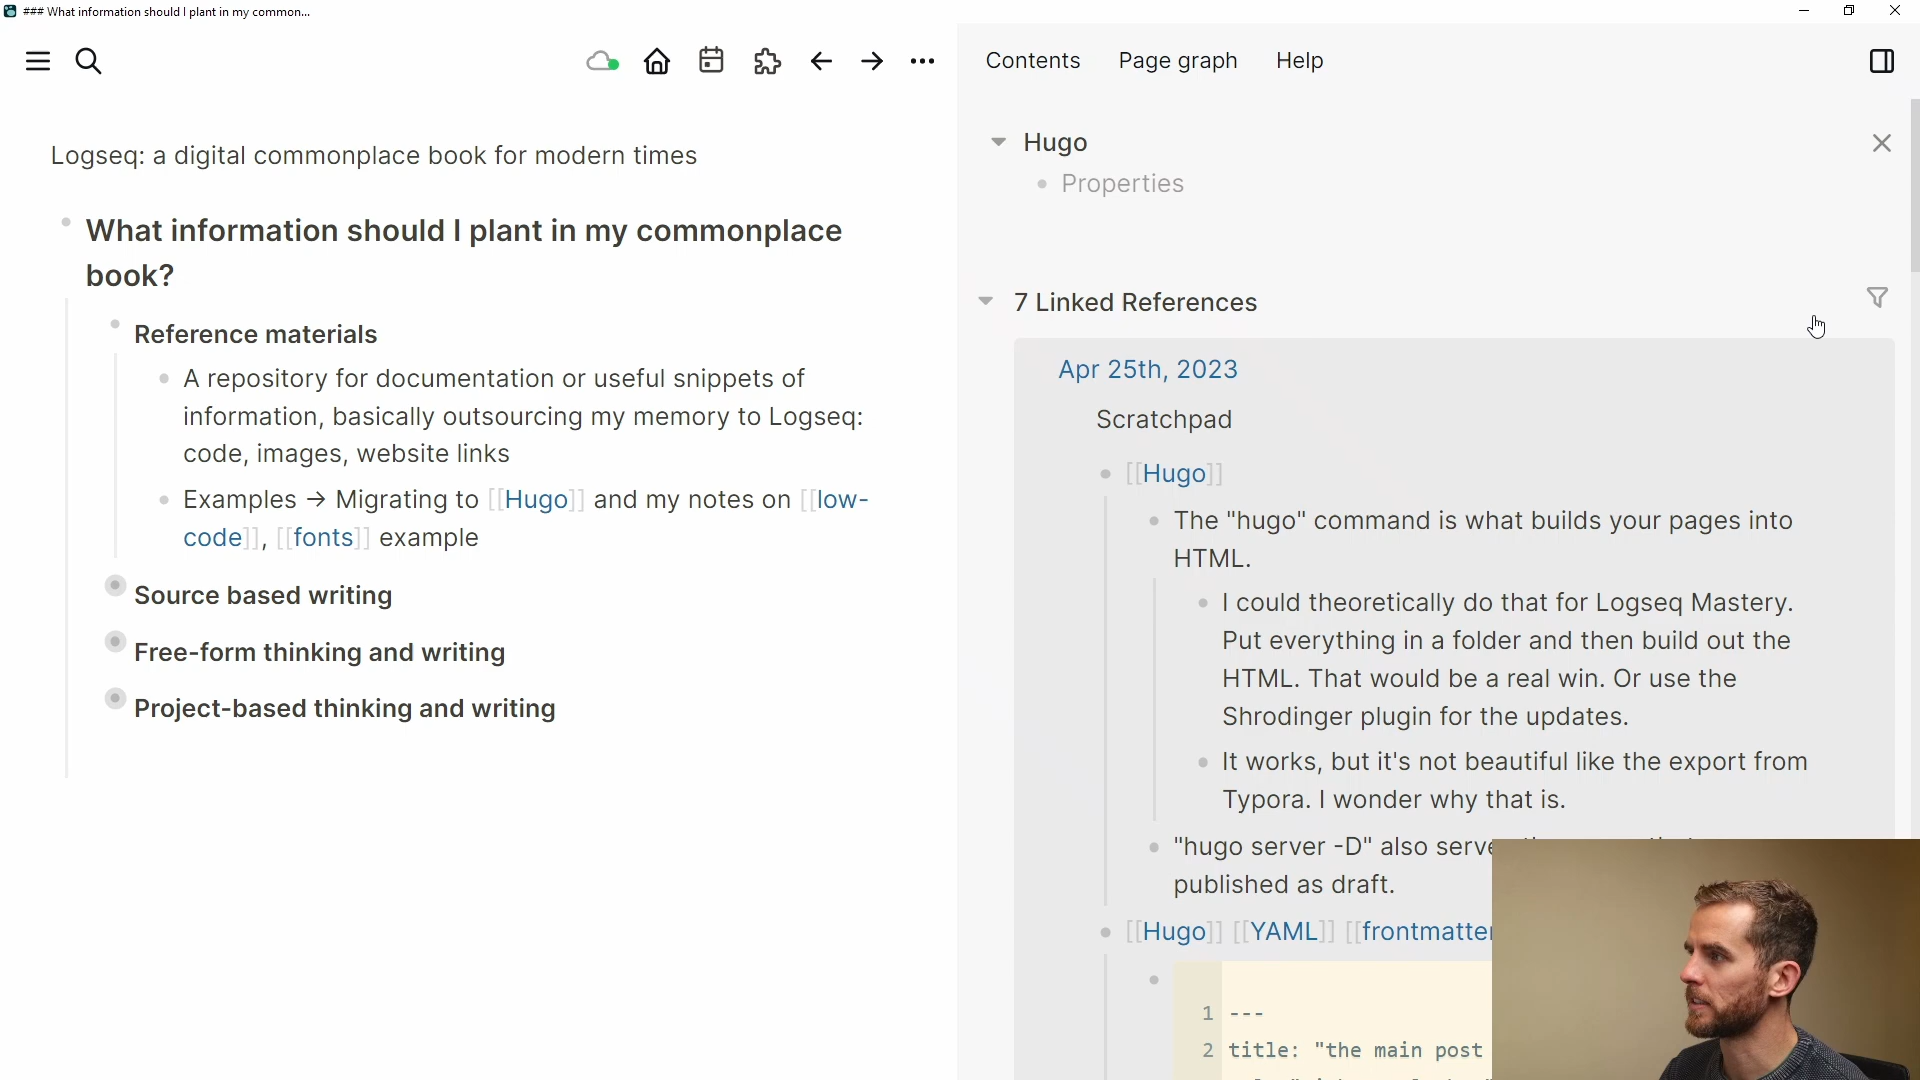 ### What information should I plant in my common...
Contents Page graph Help
Logseq: a digital commonplace book for modern times
What information should I plant in my commonplace
book?
Reference materials
A repository for documentation or useful snippets of
information, basically outsourcing my memory to Logseq:
code, images, website links
Examples → Migrating to [[Hugo]] and my notes on [[low-
code]], [[fonts]] example
Source based writing
Free-form thinking and writing
Project-based thinking and writing
Hugo
Properties
7 Linked References
Apr 25th, 2023
Scratchpad
[[Hugo]]
The "hugo" command is what builds your pages into
HTML.
I could theoretically do that for Logseq Mastery.
Put everything in a folder and then build out the
HTML. That would be a real win. Or use the
Shrodinger plugin for the updates.
It works, but it's not beautiful like the export from
Typora. I wonder why that is.
"hugo server -D" also serve
published as draft.
[[Hugo]] [[YAML]] [[frontmatter
1 ---
2 title: "the main post